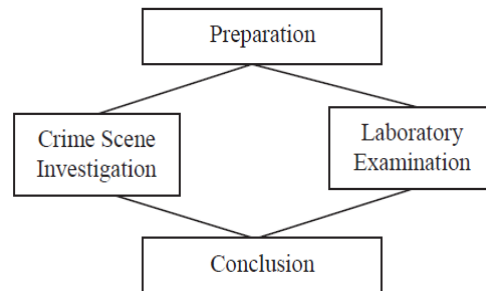 Preparation
Crime Scene
Investigation
Laboratory
Examination
Conclusion